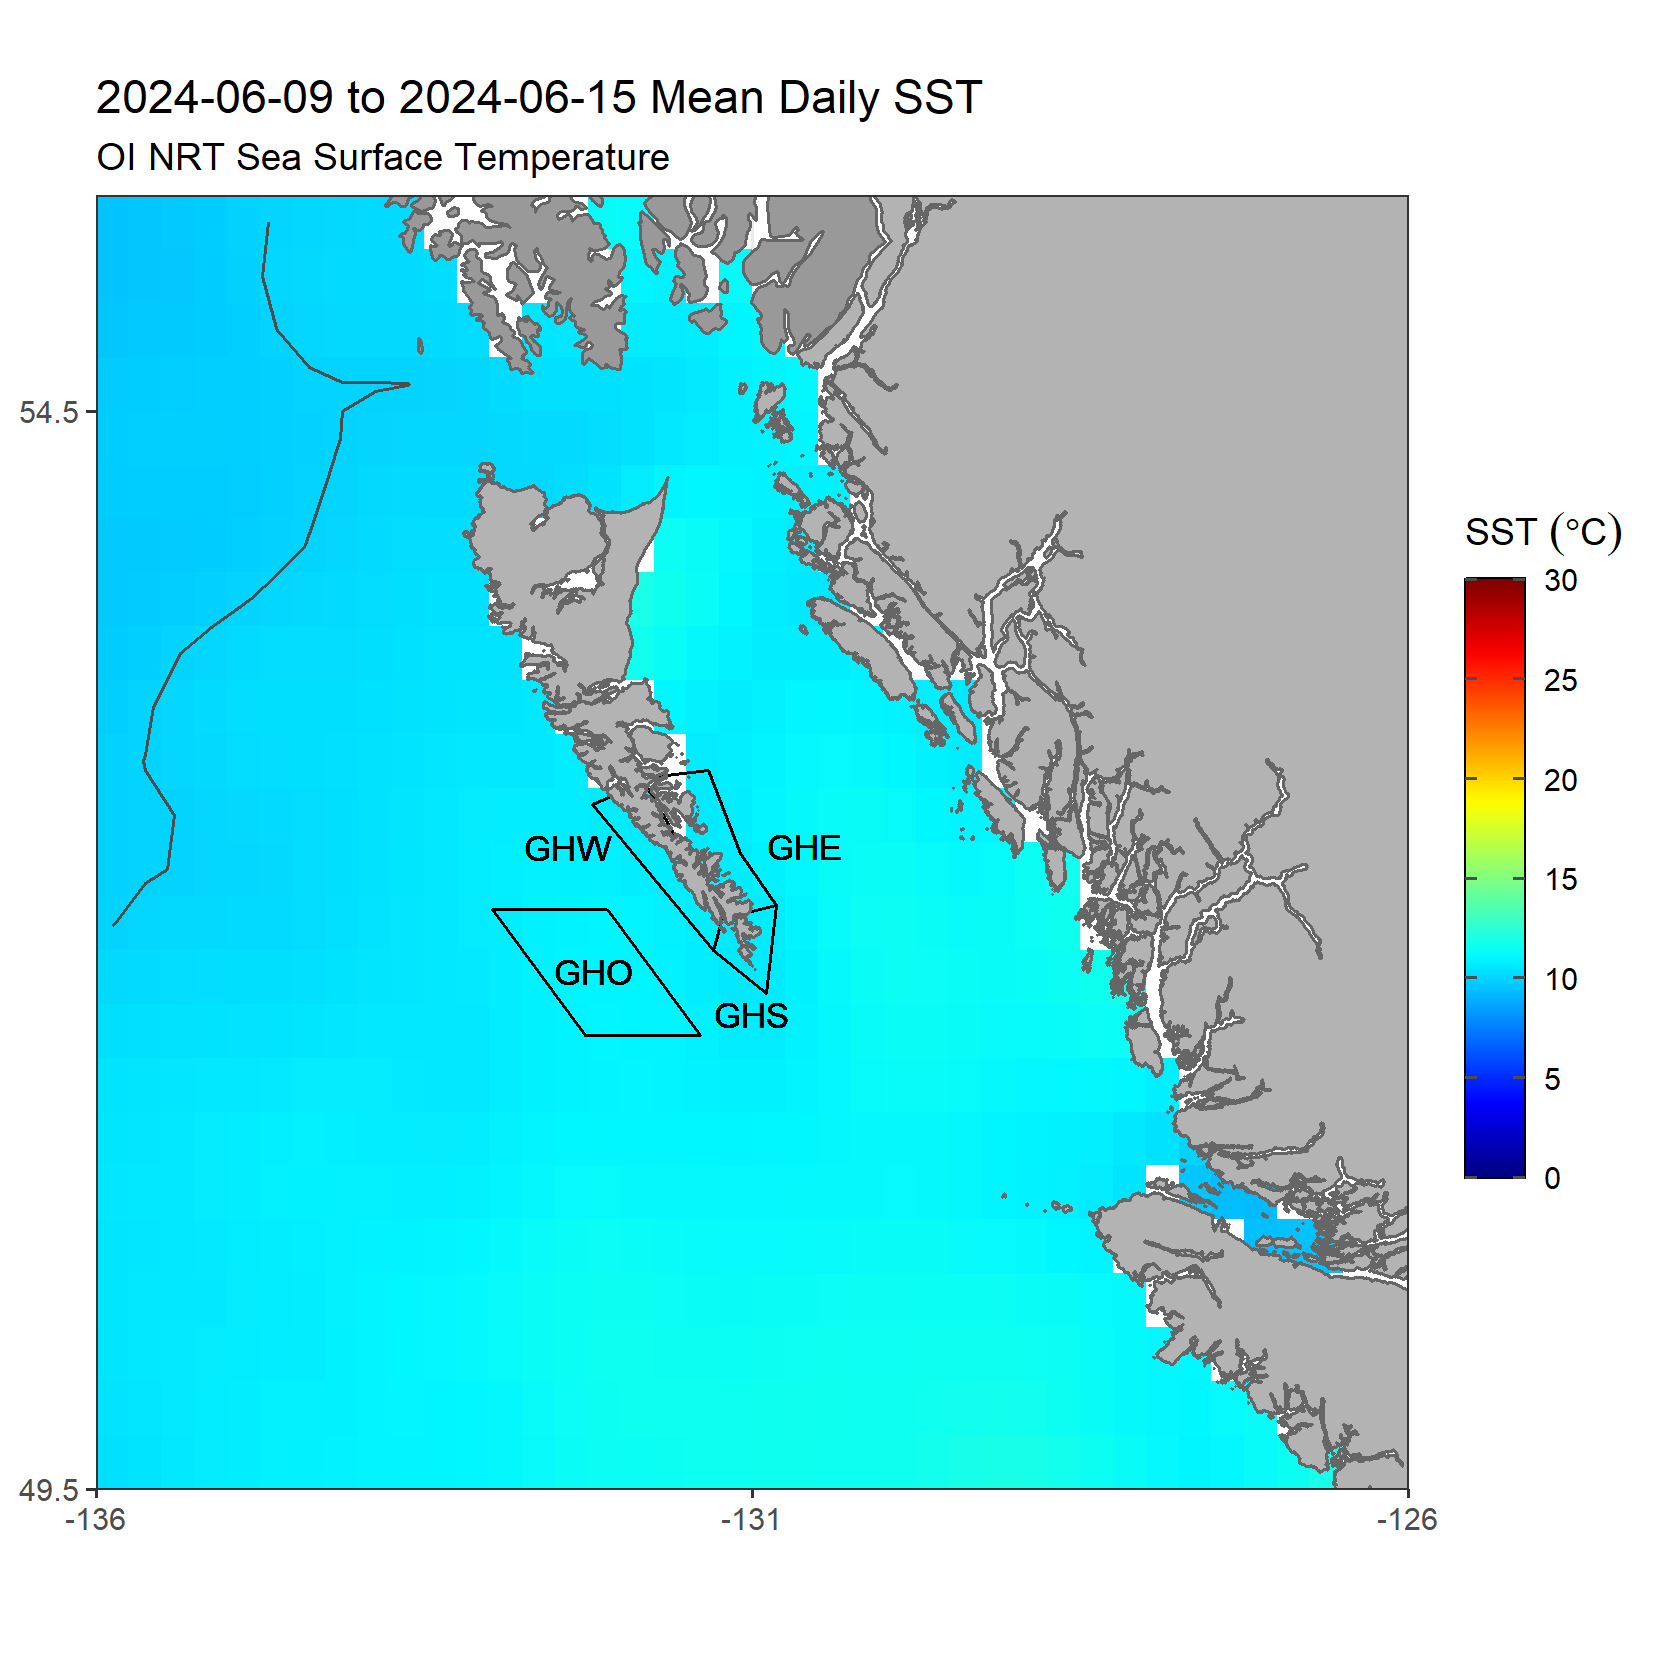 2024-06-09 to 2024-06-15 Mean Daily SST
OI NRT Sea Surface Temperature
54.5
49.5
-136
-131
-126
GHW
GHE
GHO
GHS
SST (°C)
30
25
20
15
10
5
0